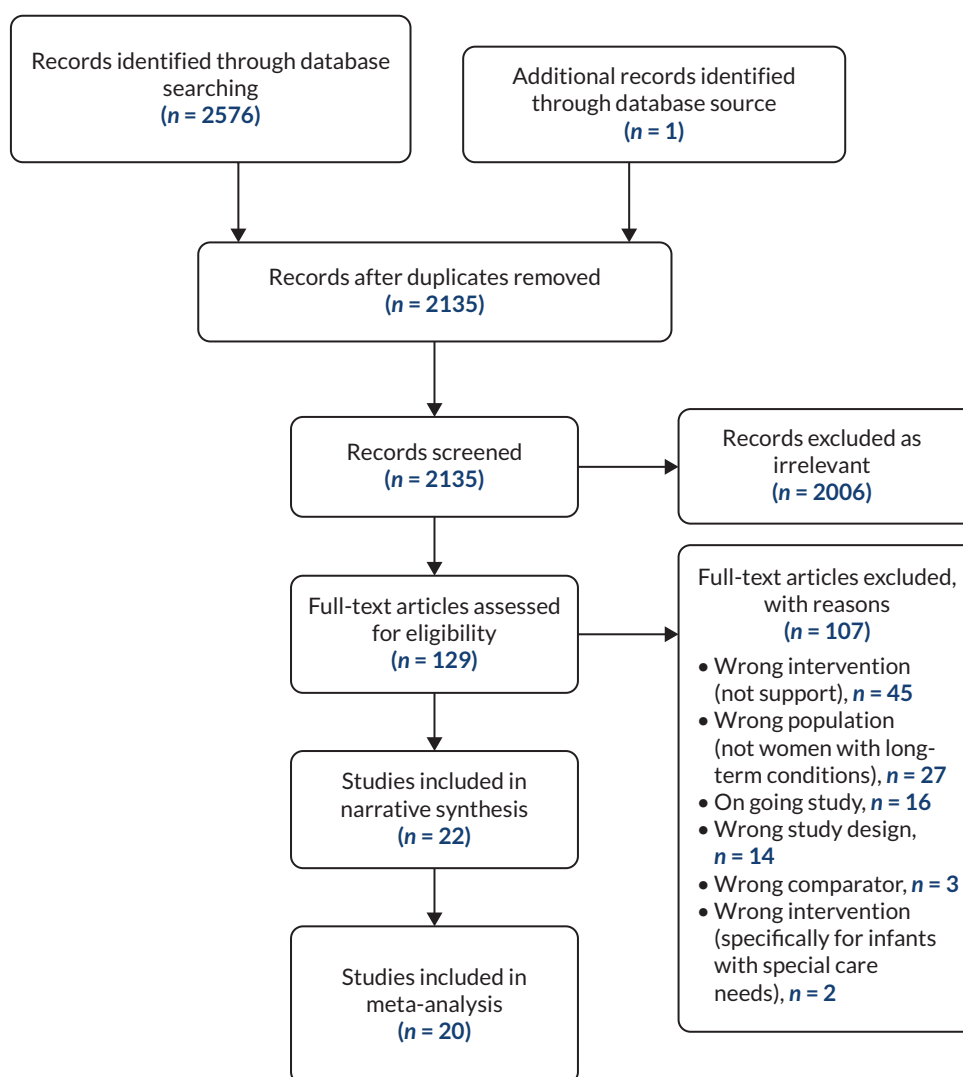 Records identified through database
searching
(n = 2576)
Additional records identified
through database source
(n = 1)
Records after duplicates removed
(n = 2135)
Records screened
(n = 2135)
Records excluded as
irrelevant
(n = 2006)
Full-text articles assessed
for eligibility
(n = 129)
Full-text articles excluded,
with reasons
(n = 107)
• Wrong intervention
(not support), n = 45
• Wrong population
(not women with long-
term conditions), n = 27
• On going study, n = 16
• Wrong study design,
n = 14
• Wrong comparator, n = 3
• Wrong intervention
(specifically for infants
with special care
needs), n = 2
Studies included in
narrative synthesis
(n = 22)
Studies included in
meta-analysis
(n = 20)